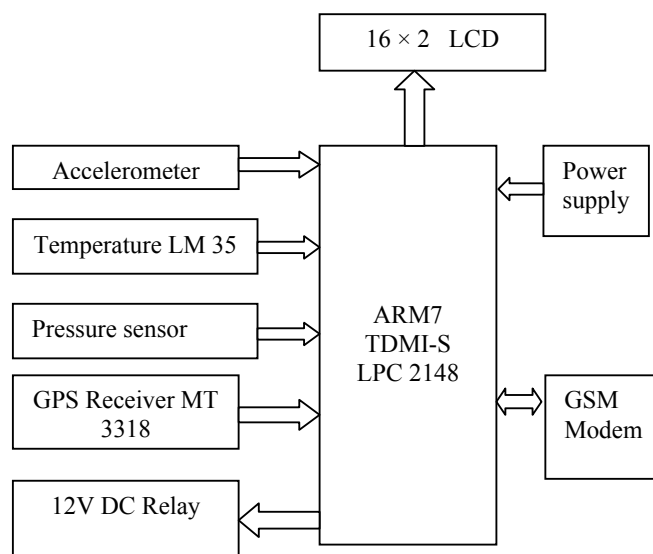 16 × 2 LCD
Accelerometer
Temperature LM 35
Pressure sensor
GPS Receiver MT
3318
12V DC Relay
ARM7
TDMI-S
LPC 2148
Power
supply
GSM
Modem